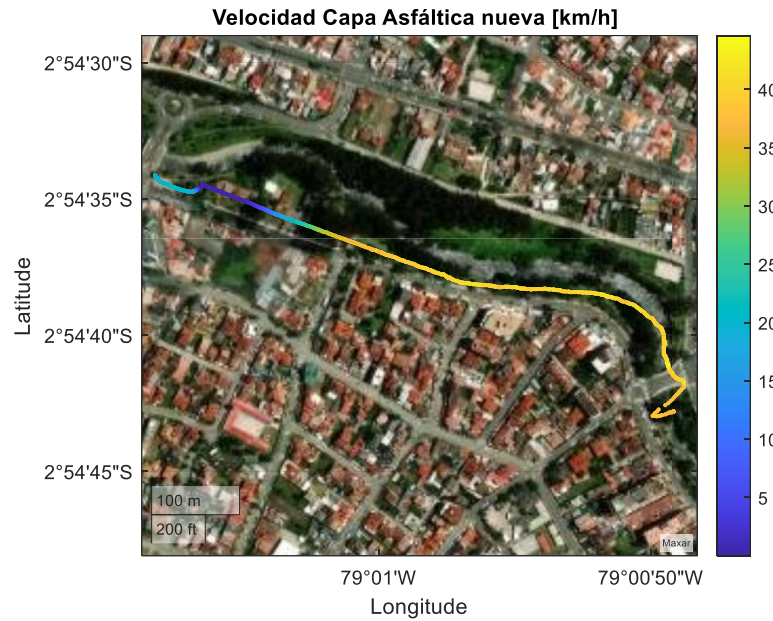 Velocidad Capa Asfáltica nueva [km/h]
2°54'30"S
2°54'35"S
2°54'40"S
2°54'45"S
Latitude
100 m
200 ft
Maxar
79°01'W
79°00'50"W
Longitude
40
35
30
25
20
15
10
5